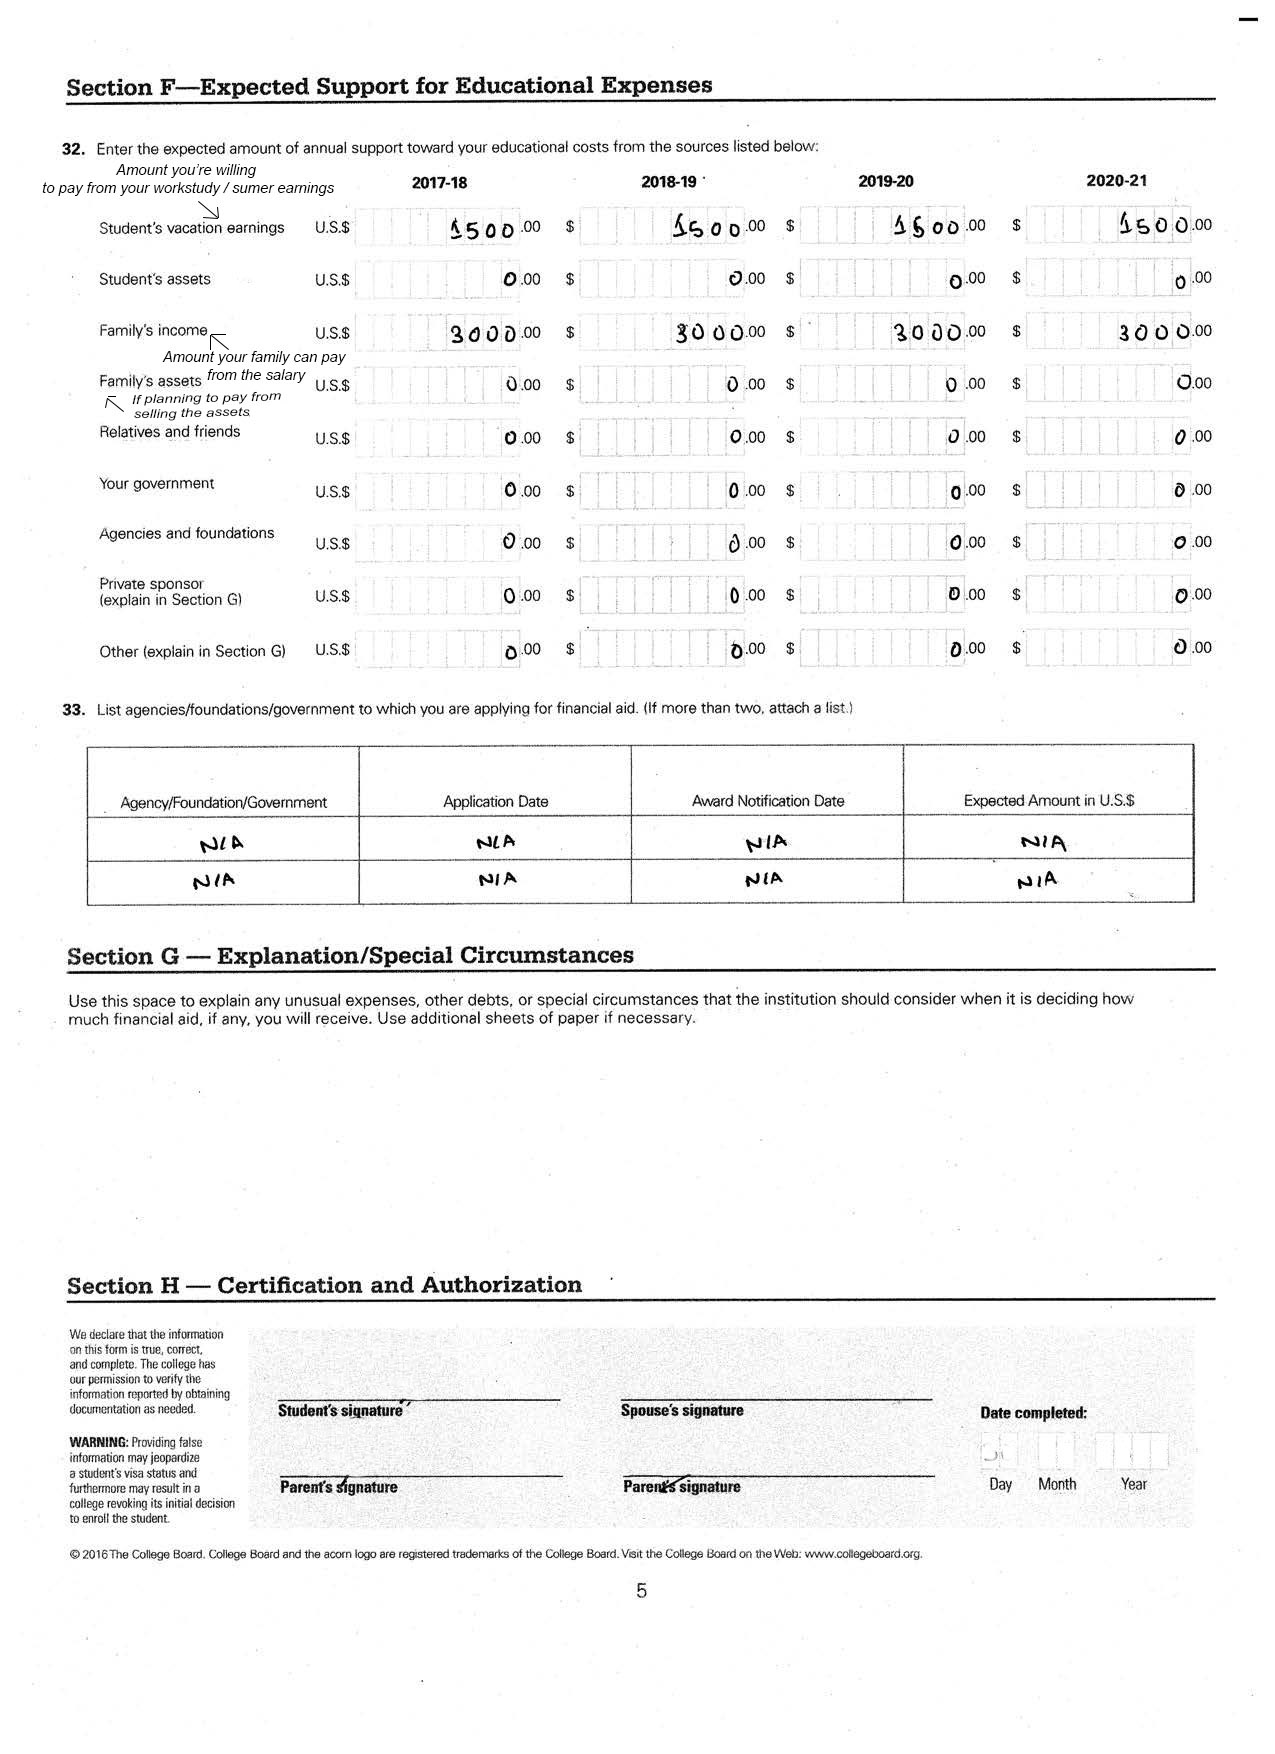 Section F—Expected Support for Educational Expenses
32. Enter the expected amount of annual support toward your educational costs from the sources listed below:
Amount you're willing
to pay from your workstudy / sumer earnings
2017-18 2018-19 2019-20 2020-21
Student's vacation earnings U.S.$ 1500.00 $ 1500.00 $ 1500.00 $ 1500.00
Student's assets U.S.$ 0.00 $ 0.00 $ 0.00 $ 0.00
Family's income U.S.$ 3000.00 $ 3000.00 $ 3000.00 $ 3000.00
Amount your family can pay
from the salary
Family's assets U.S.$ 0.00 $ 0.00 $ 0.00 $ 0.00
If planning to pay from
selling the assets
Relatives and friends U.S.$ 0.00 $ 0.00 $ 0.00 $ 0.00
Your government U.S.$ 0.00 $ 0.00 $ 0.00 $ 0.00
Agencies and foundations U.S.$ 0.00 $ 0.00 $ 0.00 $ 0.00
Private sponsor
(explain in Section G) U.S.$ 0.00 $ 0.00 $ 0.00 $ 0.00
Other (explain in Section G) U.S.$ 0.00 $ 0.00 $ 0.00 $ 0.00
33. List agencies/foundations/government to which you are applying for financial aid. (If more than two, attach a list.)
Agency/Foundation/Government Application Date Award Notification Date Expected Amount in U.S.$
N/A N/A N/A N/A
N/A N/A N/A N/A
Section G — Explanation/Special Circumstances
Use this space to explain any unusual expenses, other debts, or special circumstances that the institution should consider when it is deciding how
much financial aid, if any, you will receive. Use additional sheets of paper if necessary.
Section H — Certification and Authorization
We declare that the information
on this form is true, correct,
and complete. The college has
our permission to verify the
information reported by obtaining
documentation as needed.
WARNING: Providing false
information may jeopardize
a student's visa status and
furthermore may result in a
college revoking its initial decision
to enroll the student.
Student's signature Spouse's signature Date completed:
Parent's signature Parent's signature Day Month Year
© 2016 The College Board. College Board and the acorn logo are registered trademarks of the College Board. Visit the College Board on the Web: www.collegeboard.org.
5